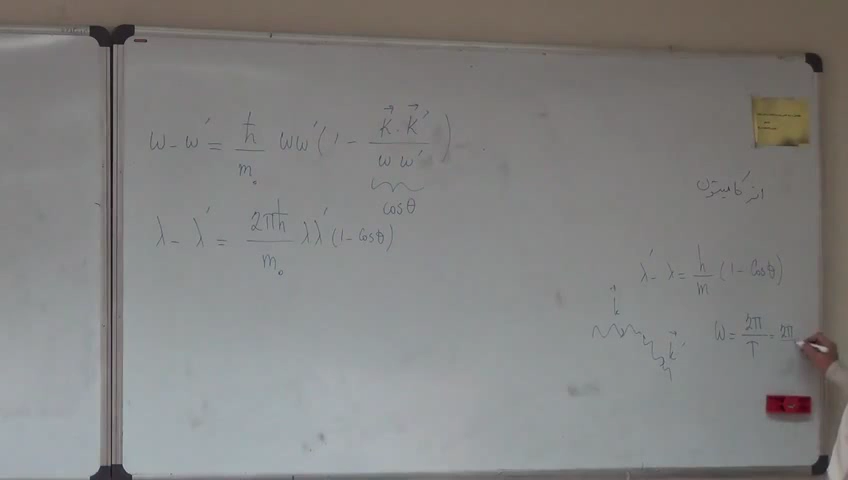 ω - ω′ = ħ/m₀ ωω′(1 - K⃗·K⃗′/ωω′)
cosθ
λ - λ′ = 2πħ/m₀ λλ′(1 - cosθ)
اثر کامپتون
λ′ - λ = h/m (1 - cosθ)
k⃗
k⃗′
ω = 2π/T = 2π